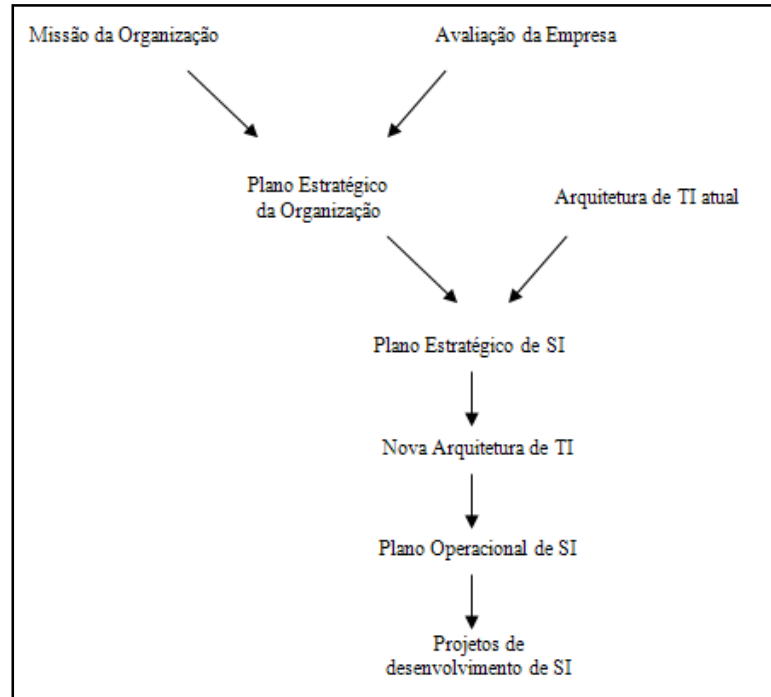 Missão da Organização
Avaliação da Empresa
Plano Estratégico
da Organização
Arquitetura de TI atual
Plano Estratégico de SI
Nova Arquitetura de TI
Plano Operacional de SI
Projetos de
desenvolvimento de SI